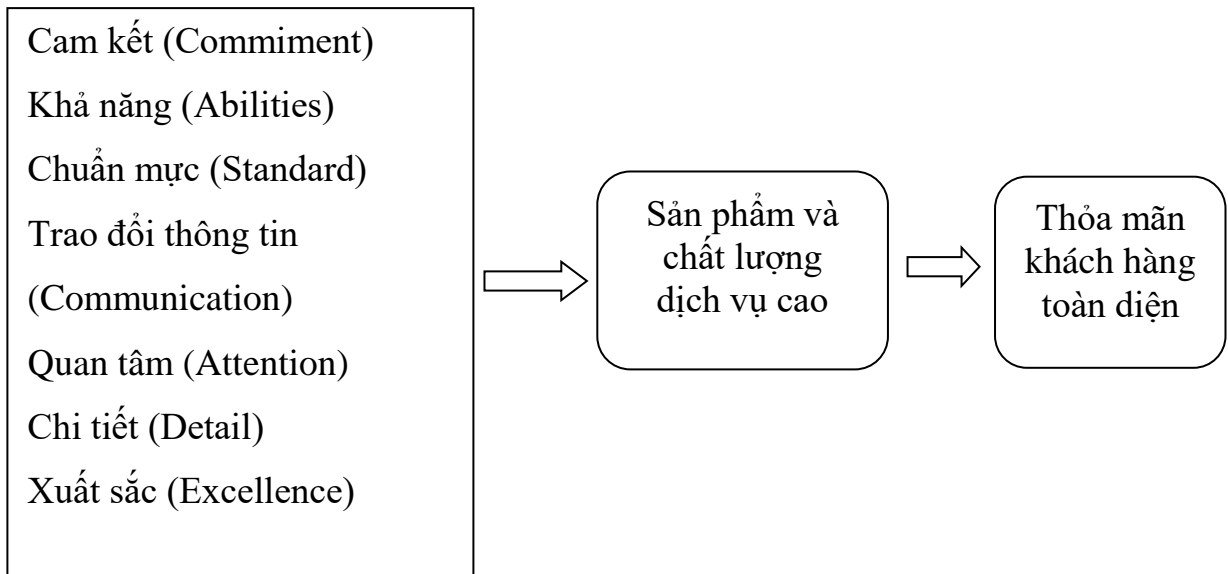 Cam kết (Commiment)
Khả năng (Abilities)
Chuẩn mực (Standard)
Trao đổi thông tin
(Communication)
Quan tâm (Attention)
Chi tiết (Detail)
Xuất sắc (Excellence)
Sản phẩm và
chất lượng
dịch vụ cao
Thỏa mãn
khách hàng
toàn diện